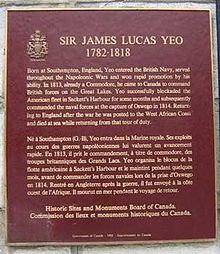 SIR JAMES LUCAS YEO
1782-1818
Born at Southampton, England, Yeo entered the British Navy, served
throughout the Napoleonic Wars and won rapid promotion by his
ability. In 1813, already a Commodore, he came to Canada to command
British forces on the Great Lakes. Yeo successfully blockaded the
American fleet in Sackett's Harbour for some months and subsequently
commanded the naval forces at the capture of Oswego in 1814. Return-
ing to England after the war he was posted to the West African Coast
and died at sea while returning from that tour of duty.
Né à Southampton (G.-B), Yeo entra dans la Marine royale. Ses exploits
au cours des guerres napoléoniennes lui valurent un avancement
rapide. En 1813, il prit le commandement, à titre de commodore, des
troupes britanniques des Grands Lacs. Yeo organisa le blocus de la
flotte américaine à Sackett's Harbour et le maintint pendant quelques
mois, avant de commander les forces navales lors de la prise d'Oswego
en 1814. Rentré en Angleterre après la guerre, il fut envoyé à la côte
ouest de l'Afrique. Il mourut en mer pendant le voyage de retour.
Historic Sites and Monuments Board of Canada.
Commission des lieux et monuments historiques du Canada.
Government of Canada - Gouvernement du Canada